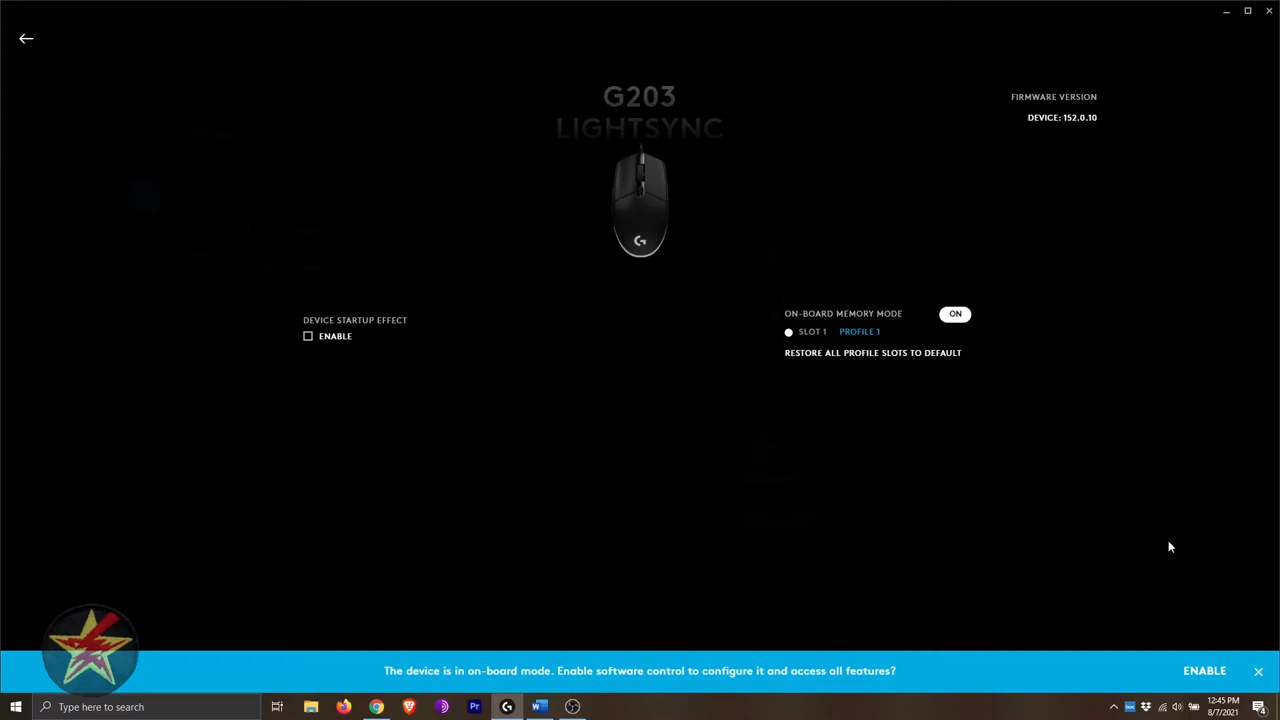 G203
LIGHTSYNC
FIRMWARE VERSION
DEVICE: 152.0.10
DEVICE STARTUP EFFECT
ENABLE
ON-BOARD MEMORY MODE ON
SLOT 1 PROFILE 1
RESTORE ALL PROFILE SLOTS TO DEFAULT
The device is in on-board mode. Enable software control to configure it and access all features?
ENABLE
Type here to search
12:45 PM
8/7/2021